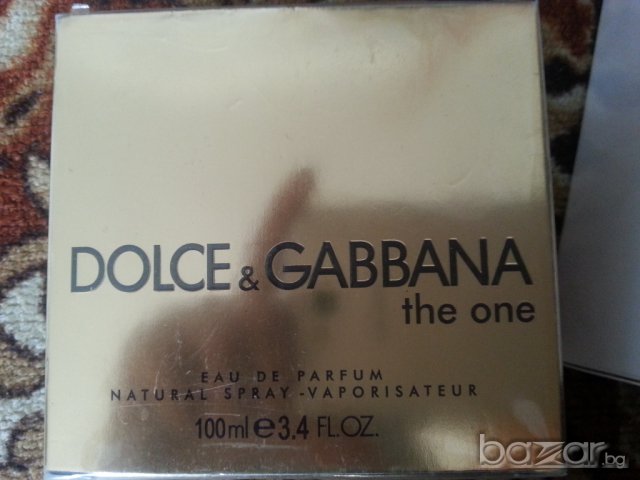 DOLCE & GABBANA
the one
EAU DE PARFUM
NATURAL SPRAY -VAPORISATEUR
100ml e 3.4 FL.OZ.
bazar.bg